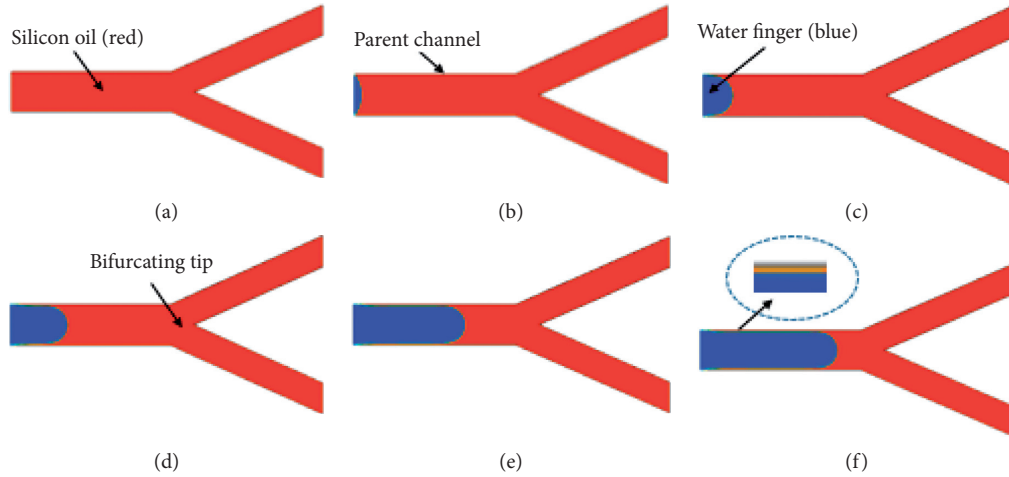 Silicon oil (red)
Parent channel
Water finger (blue)
(a)
(b)
(c)
Bifurcating tip
(d)
(e)
(f)